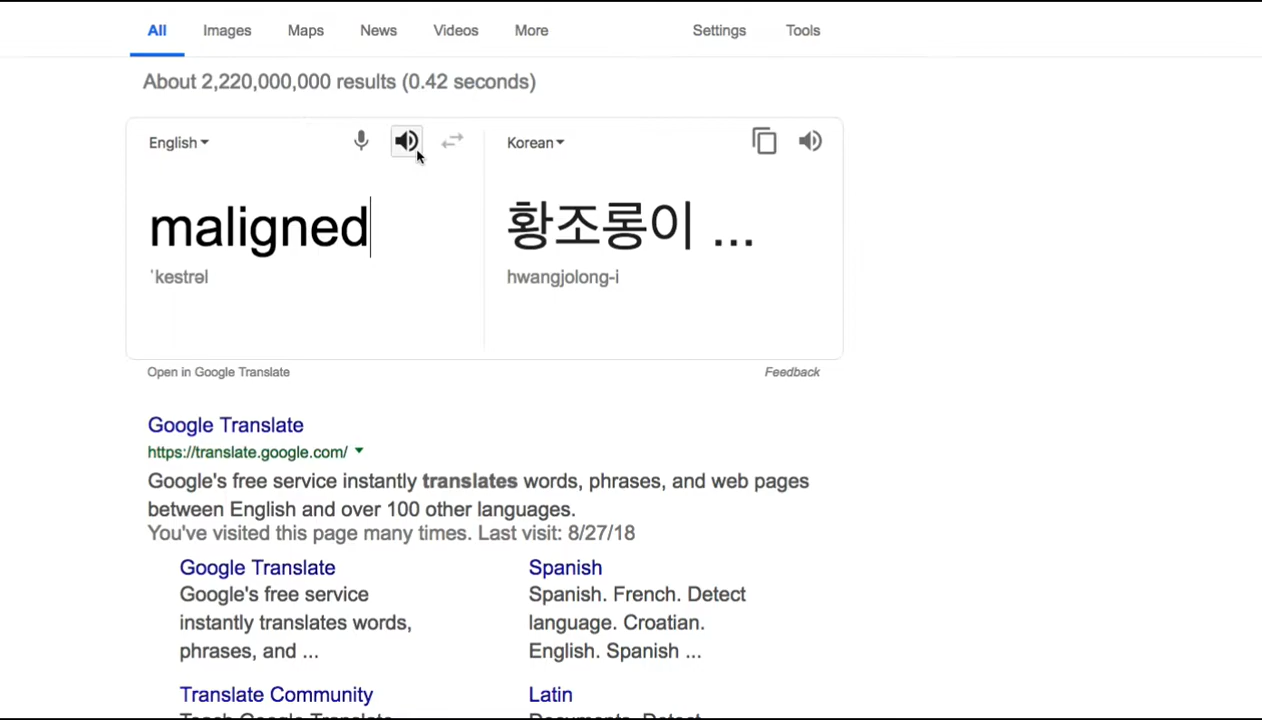 All Images Maps News Videos More Settings Tools
About 2,220,000,000 results (0.42 seconds)
English Korean
maligned 황조롱이 ...
ˈkestrəl hwangjolong-i
Open in Google Translate Feedback
Google Translate
https://translate.google.com/
Google's free service instantly translates words, phrases, and web pages
between English and over 100 other languages.
You've visited this page many times. Last visit: 8/27/18
Google Translate Spanish
Google's free service Spanish. French. Detect
instantly translates words, language. Croatian.
phrases, and ... English. Spanish ...
Translate Community Latin